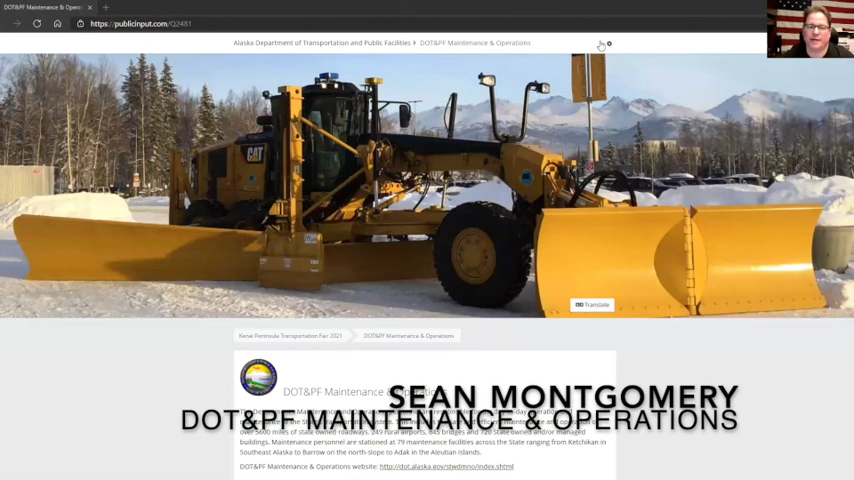 DOT&PF Maintenance & Operati
https://publicinput.com/Q2481
Alaska Department of Transportation and Public Facilities > DOT&PF Maintenance & Operations
CAT
Translate
Kenai Peninsula Transportation Fair 2021 DOT&PF Maintenance & Operations
DOT&PF Maintenance & Operations
SEAN MONTGOMERY
DOT&PF MAINTENANCE & OPERATIONS
over 5600 miles of state owned roadways, 249 rural airports, 845 bridges and 720 State owned and/or managed
buildings. Maintenance personnel are stationed at 79 maintenance facilities across the State ranging from Ketchikan in
Southeast Alaska to Barrow on the north-slope to Adak in the Aleutian Islands.
DOT&PF Maintenance & Operations website: http://dot.alaska.gov/stwdmno/index.shtml